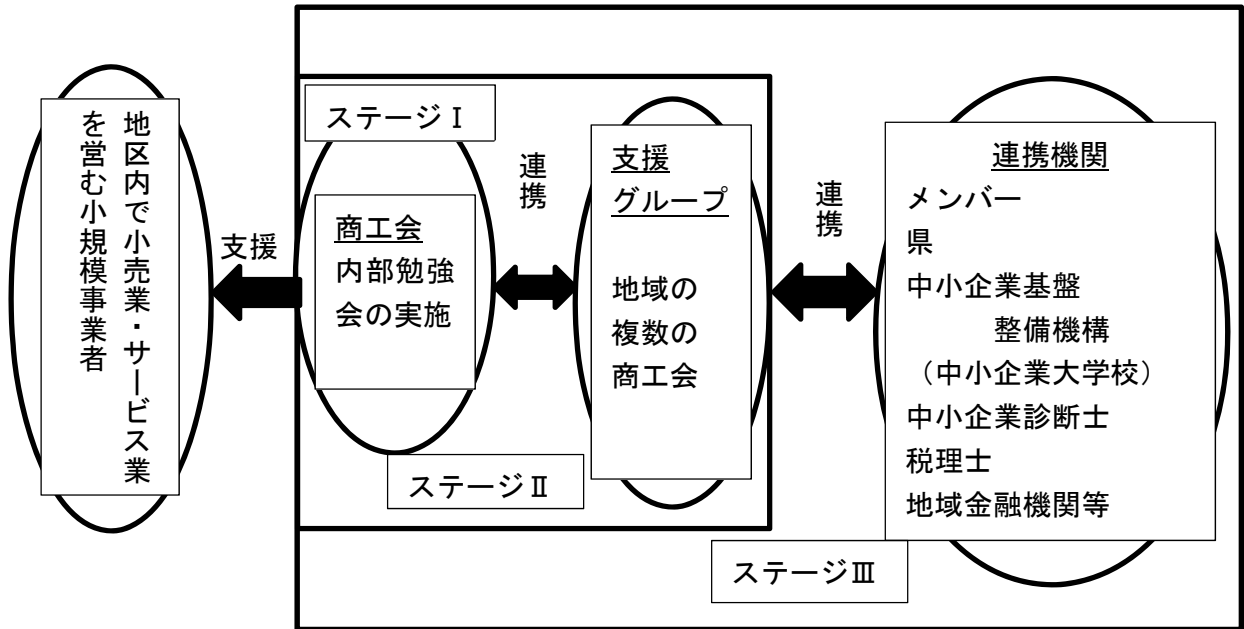 地区内で小売業・サービス業
を営む小規模事業者
支援
ステージⅠ
商工会
内部勉強
会の実施
連携
ステージⅡ
支援
グループ
地域の
複数の
商工会
連携
ステージⅢ
連携機関
メンバー
県
中小企業基盤
整備機構
（中小企業大学校）
中小企業診断士
税理士
地域金融機関等